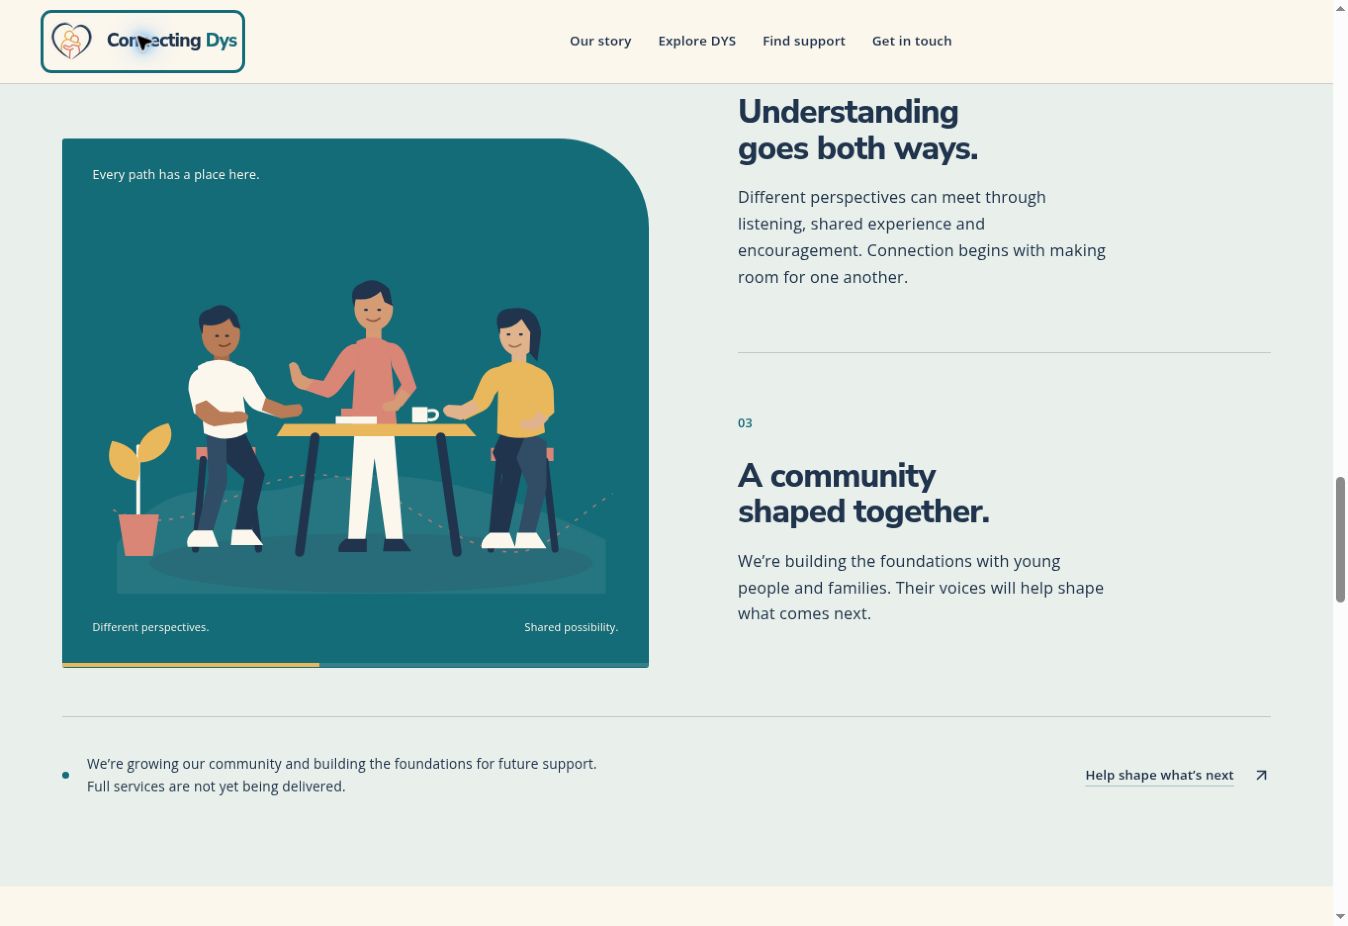 Connecting Dys
Our story
Explore DYS
Find support
Get in touch
Every path has a place here.
Different perspectives.
Shared possibility.
Understanding
goes both ways.
Different perspectives can meet through
listening, shared experience and
encouragement. Connection begins with making
room for one another.
03
A community
shaped together.
We’re building the foundations with young
people and families. Their voices will help shape
what comes next.
We’re growing our community and building the foundations for future support.
Full services are not yet being delivered.
Help shape what’s next